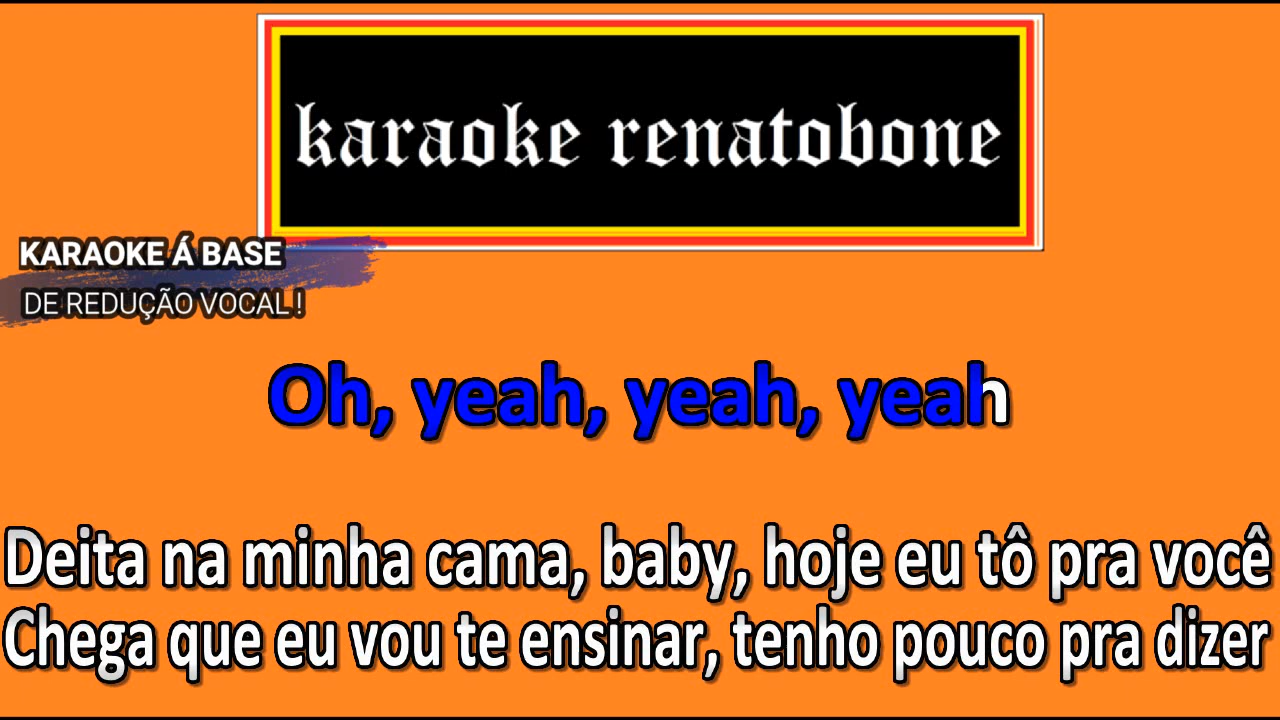 karaoke renatobone
KARAOKE Á BASE
DE REDUÇÃO VOCAL !
Oh, yeah, yeah, yeah
Deita na minha cama, baby, hoje eu tô pra você
Chega que eu vou te ensinar, tenho pouco pra dizer